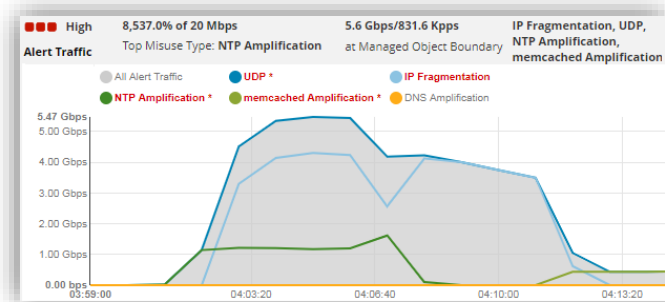 High
8,537.0% of 20 Mbps
5.6 Gbps/831.6 Kpps
IP Fragmentation, UDP,
Alert Traffic
Top Misuse Type: NTP Amplification
at Managed Object Boundary
NTP Amplification,
memcached Amplification
All Alert Traffic
UDP *
IP Fragmentation
NTP Amplification *
memcached Amplification *
DNS Amplification
5.47 Gbps
5.00 Gbps
4.00 Gbps
3.00 Gbps
2.00 Gbps
1.00 Gbps
0.00 bps
03:59:00
04:03:20
04:06:40
04:10:00
04:13:20